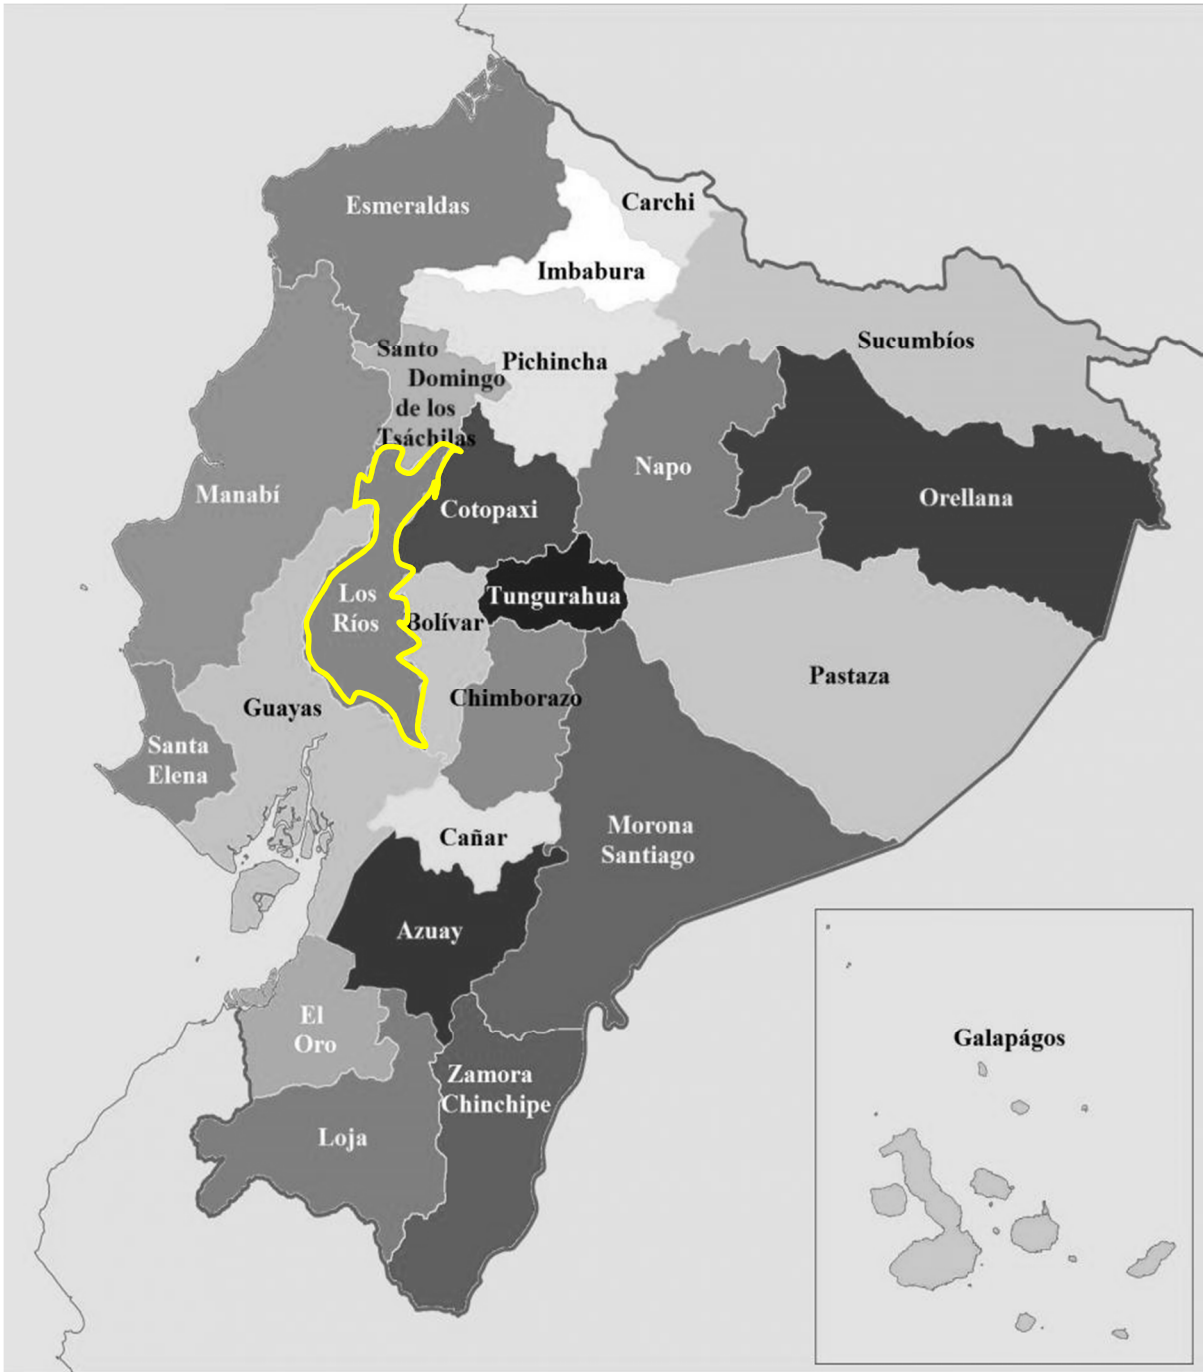 Carchi
Esmeraldas
Imbabura
Sucumbíos
Santo
Domingo
de los
Tsáchilas
Pichincha
Napo
Manabí
Cotopaxi
Orellana
Los
Ríos
Bolívar
Tungurahua
Pastaza
Guayas
Chimborazo
Santa
Elena
Morona
Santiago
Cañar
Azuay
El
Oro
Galapágos
Zamora
Chinchipe
Loja